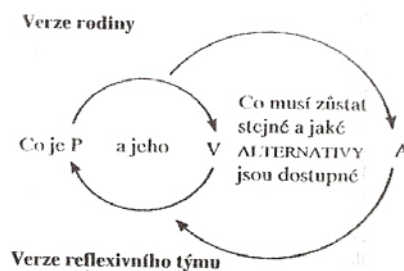 Verze rodiny
Co musí zůstat
stejné a jaké
Co je P a jeho V ALTERNATIVY A
jsou dostupné
Verze reflexivního týmu